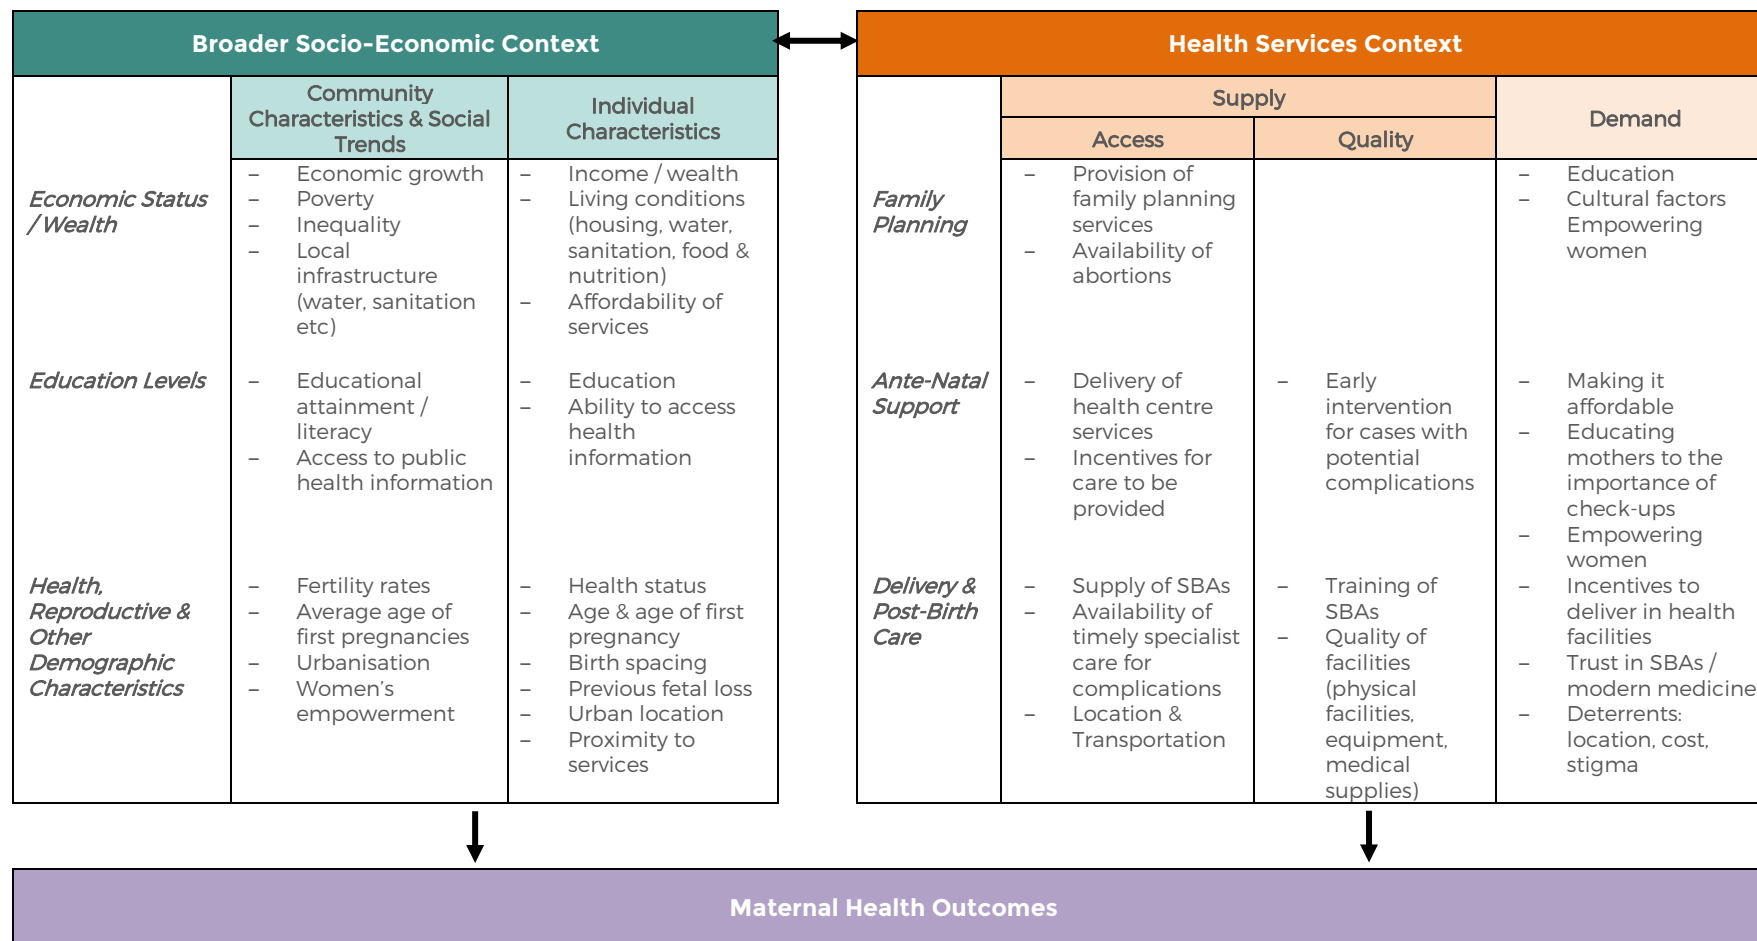 Broader Socio-Economic Context
Community
Characteristics & Social
Trends
Individual
Characteristics
Economic Status
/ Wealth
– Economic growth
– Poverty
– Inequality
– Local
infrastructure
(water, sanitation
etc)
– Income / wealth
– Living conditions
(housing, water,
sanitation, food &
nutrition)
– Affordability of
services
Education Levels
– Educational
attainment /
literacy
– Access to public
health information
– Education
– Ability to access
health
information
Health,
Reproductive &
Other
Demographic
Characteristics
– Fertility rates
– Average age of
first pregnancies
– Urbanisation
– Women's
empowerment
– Health status
– Age & age of first
pregnancy
– Birth spacing
– Previous fetal loss
– Urban location
– Proximity to
services
Health Services Context
Supply
Demand
Access
Quality
Family
Planning
– Provision of
family planning
services
– Availability of
abortions
– Education
– Cultural factors
Empowering
women
Ante-Natal
Support
– Delivery of
health centre
services
– Incentives for
care to be
provided
– Early
intervention
for cases with
potential
complications
– Making it
affordable
– Educating
mothers to the
importance of
check-ups
– Empowering
women
Delivery &
Post-Birth
Care
– Supply of SBAs
– Availability of
timely specialist
care for
complications
– Location &
Transportation
– Training of
SBAs
– Quality of
facilities
(physical
facilities,
equipment,
medical
supplies)
– Incentives to
deliver in health
facilities
– Trust in SBAs /
modern medicine
– Deterrents:
location, cost,
stigma
Maternal Health Outcomes